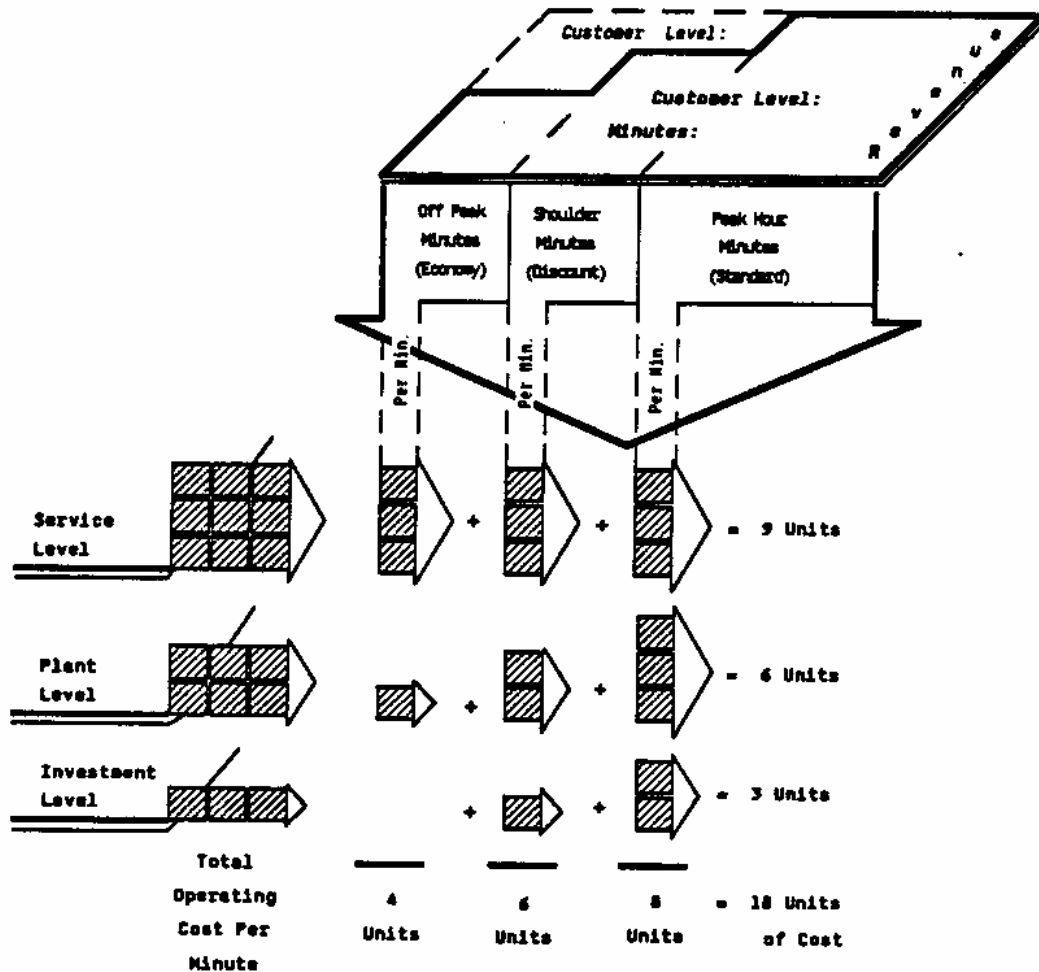 Customer Level:
Customer Level:
Minutes:
Revenue
Off Peak
Minutes
(Economy)
Shoulder
Minutes
(Discount)
Peak Hour
Minutes
(Standard)
Per Min.
Per Min.
Per Min.
Service
Level
+
+
= 9 Units
Plant
Level
+
+
= 6 Units
Investment
Level
+
+
= 3 Units
Total
Operating
Cost Per
Minute
4
Units
6
Units
8
Units
= 18 Units
of Cost